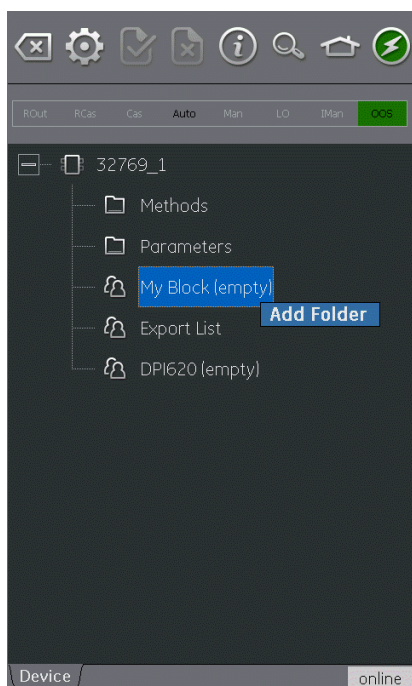 ROut RCas Cas Auto Man LO IMan OOS
32769_1
Methods
Parameters
My Block (empty)
Add Folder
Export List
DPI620 (empty)
Device
online